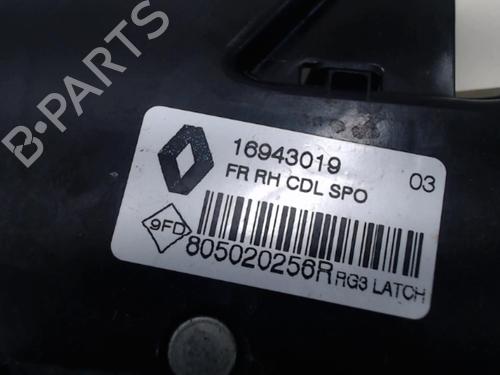 B-PARTS
16943019
03
FR RH CDL SPO
9FD
805020256R RG3 LATCH